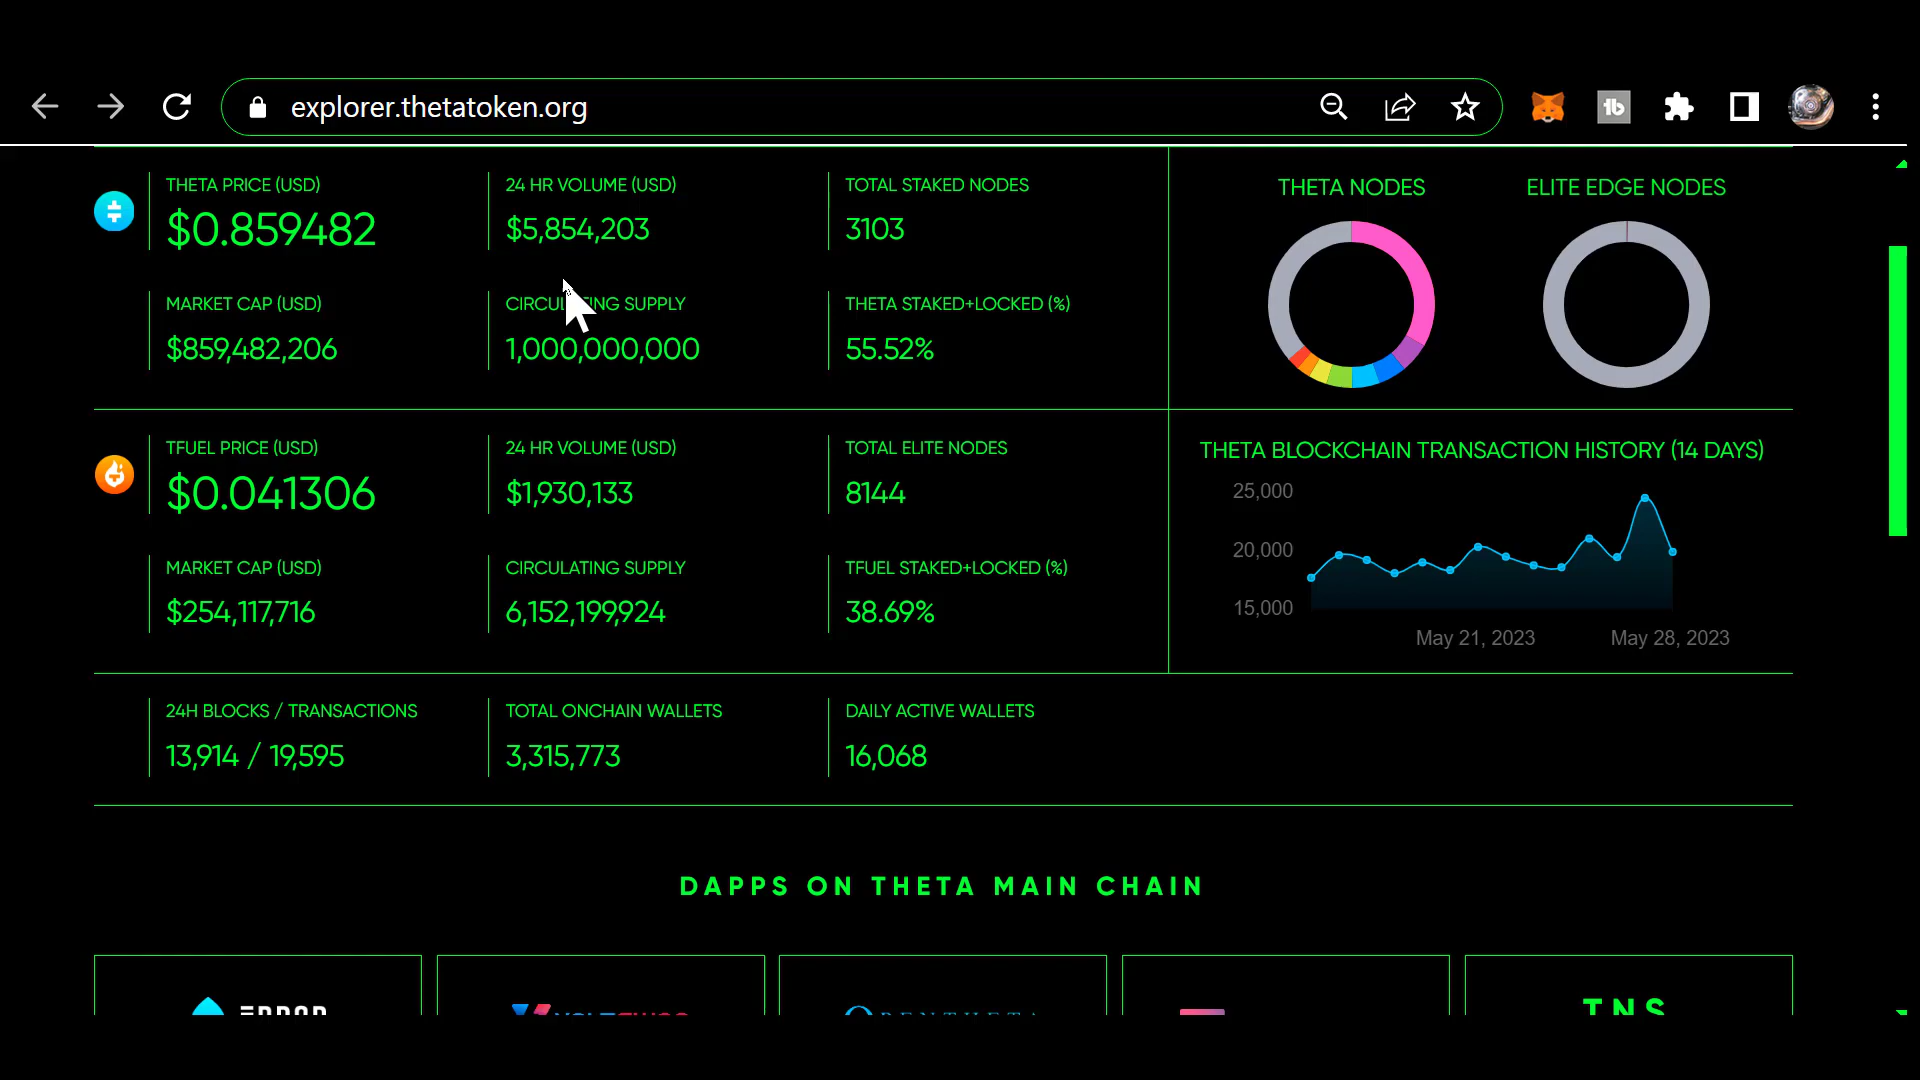 explorer.thetatoken.org
THETA PRICE (USD)
$0.859482
24 HR VOLUME (USD)
$5,854,203
TOTAL STAKED NODES
3103
MARKET CAP (USD)
$859,482,206
CIRCULATING SUPPLY
1,000,000,000
THETA STAKED+LOCKED (%)
55.52%
THETA NODES
ELITE EDGE NODES
TFUEL PRICE (USD)
$0.041306
24 HR VOLUME (USD)
$1,930,133
TOTAL ELITE NODES
8144
MARKET CAP (USD)
$254,117,716
CIRCULATING SUPPLY
6,152,199,924
TFUEL STAKED+LOCKED (%)
38.69%
THETA BLOCKCHAIN TRANSACTION HISTORY (14 DAYS)
25,000
20,000
15,000
May 21, 2023
May 28, 2023
24H BLOCKS / TRANSACTIONS
13,914 / 19,595
TOTAL ONCHAIN WALLETS
3,315,773
DAILY ACTIVE WALLETS
16,068
DAPPS ON THETA MAIN CHAIN
OPENTHETA
TNS